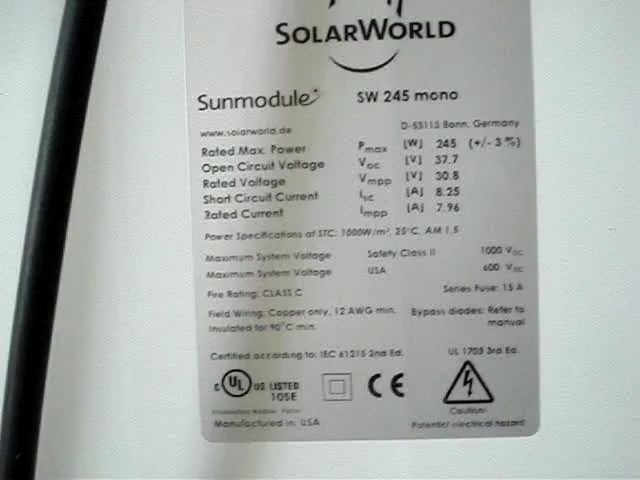 SOLARWORLD
Sunmodule SW 245 mono
www.solarworld.de D-53113 Bonn, Germany
Rated Max. Power Pmax [W] 245 (+/- 3 %)
Open Circuit Voltage Voc [V] 37.7
Rated Voltage Vmpp [V] 30.8
Short Circuit Current Isc [A] 8.25
Rated Current Impp [A] 7.96
Power Specifications at STC: 1000W/m², 25°C, AM 1.5
Maximum System Voltage Safety Class II 1000 VDC
Maximum System Voltage USA 600 VDC
Fire Rating: CLASS C Series Fuse: 15 A
Field Wiring: Copper only, 12 AWG min. Bypass diodes: Refer to
Insulated for 90°C min. manual
Certified according to: IEC 61215 2nd Ed. UL 1703 3rd Ed.
c UL US LISTED CE
105E
Caution!
Manufactured in: USA Potential electrical hazard